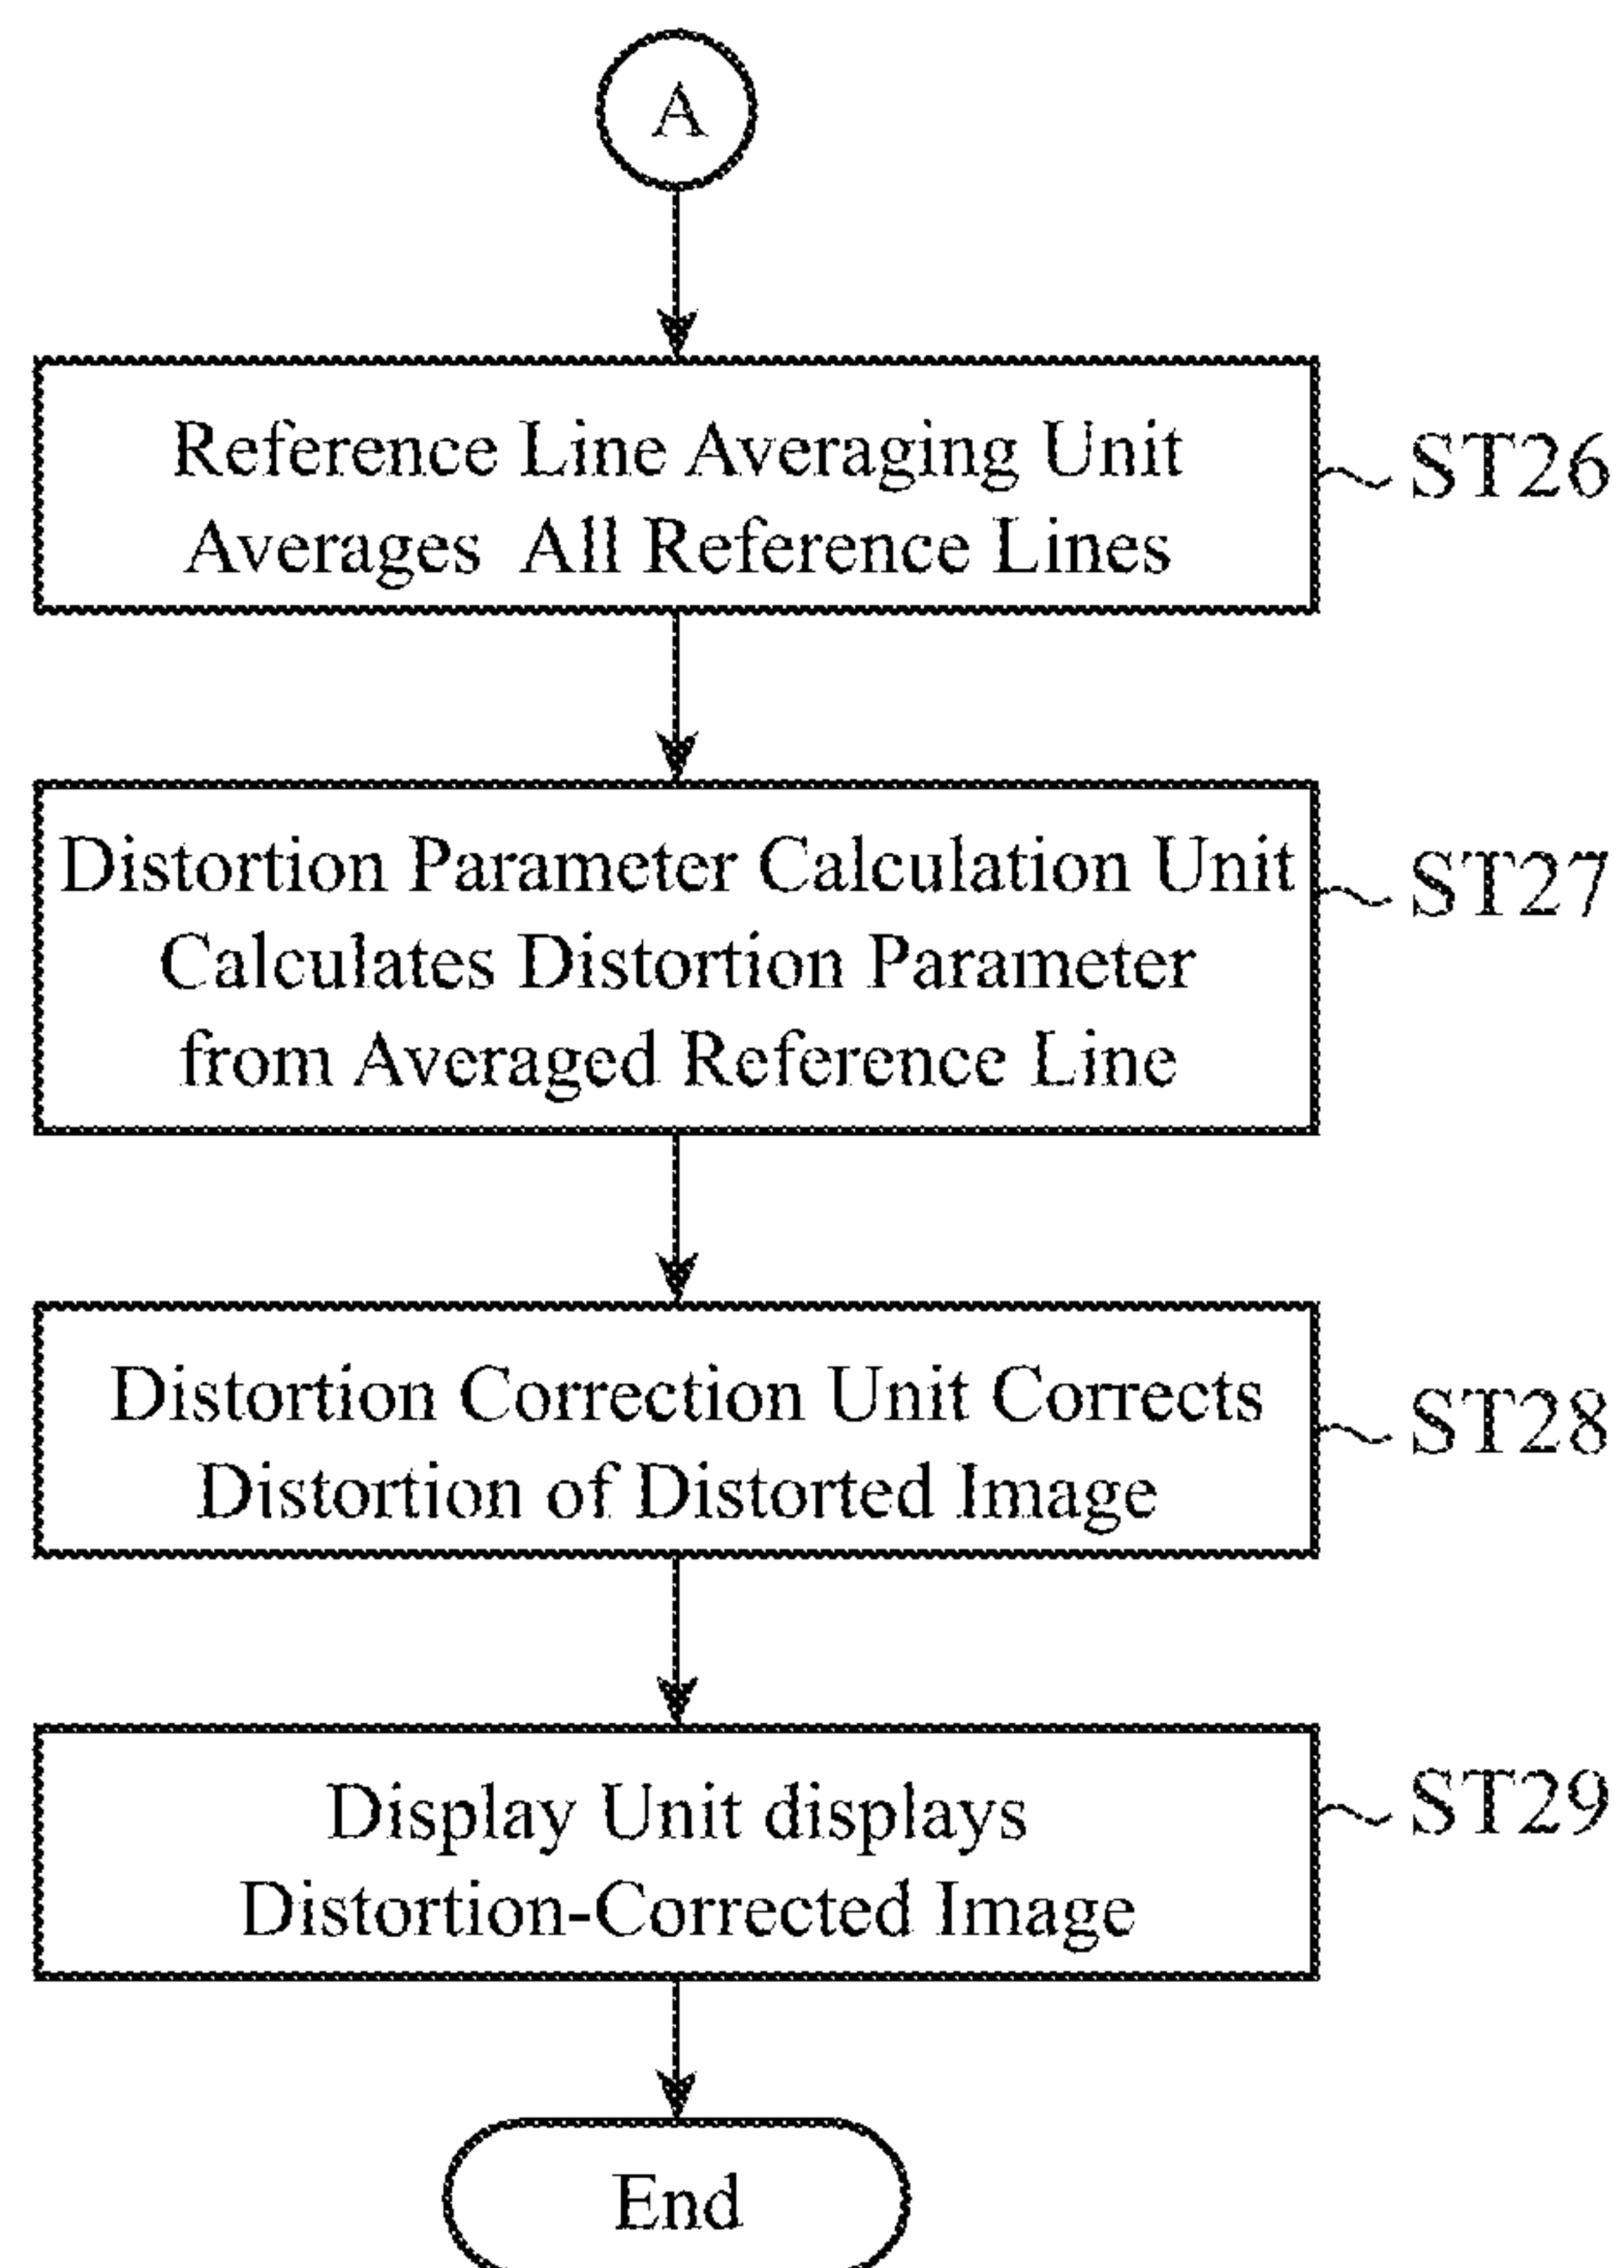 A
Reference Line Averaging Unit
Averages All Reference Lines
ST26
Distortion Parameter Calculation Unit
Calculates Distortion Parameter
from Averaged Reference Line
ST27
Distortion Correction Unit Corrects
Distortion of Distorted Image
ST28
Display Unit displays
Distortion-Corrected Image
ST29
End